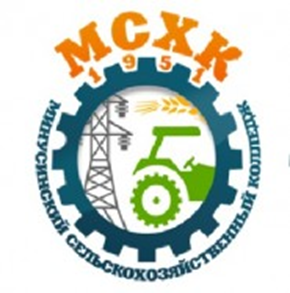 МСХК
1951
МИНУСИНСКИЙ СЕЛЬСКОХОЗЯЙСТВЕННЫЙ КОЛЛЕДЖ